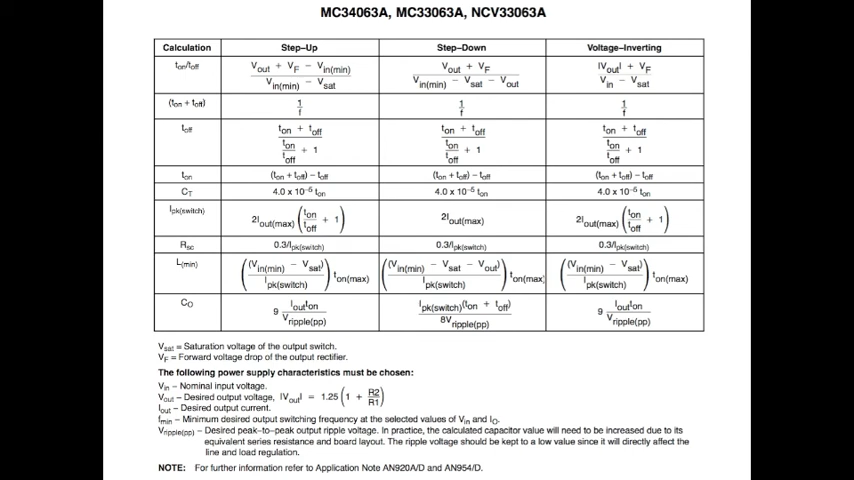 MC34063A, MC33063A, NCV33063A
Calculation Step–Up Step–Down Voltage–Inverting
ton/toff Vout + VF − Vin(min) / Vin(min) − Vsat Vout + VF / Vin(min) − Vsat − Vout |Vout| + VF / Vin − Vsat
(ton + toff) 1/f 1/f 1/f
toff ton + toff / ton/toff + 1 ton + toff / ton/toff + 1 ton + toff / ton/toff + 1
ton (ton + toff) – toff (ton + toff) – toff (ton + toff) – toff
CT 4.0 x 10–5 ton 4.0 x 10–5 ton 4.0 x 10–5 ton
Ipk(switch) 2Iout(max) (ton/toff + 1) 2Iout(max) 2Iout(max) (ton/toff + 1)
Rsc 0.3/Ipk(switch) 0.3/Ipk(switch) 0.3/Ipk(switch)
L(min) ((Vin(min) − Vsat) / Ipk(switch)) ton(max) ((Vin(min) − Vsat − Vout) / Ipk(switch)) ton(max) ((Vin(min) − Vsat) / Ipk(switch)) ton(max)
CO 9 Ioutton / Vripple(pp) Ipk(switch)(ton + toff) / 8Vripple(pp) 9 Ioutton / Vripple(pp)
Vsat = Saturation voltage of the output switch.
VF = Forward voltage drop of the output rectifier.
The following power supply characteristics must be chosen:
Vin – Nominal input voltage.
Vout – Desired output voltage, |Vout| = 1.25 (1 + R2/R1)
Iout – Desired output current.
fmin – Minimum desired output switching frequency at the selected values of Vin and IO.
Vripple(pp) – Desired peak–to–peak output ripple voltage. In practice, the calculated capacitor value will need to be increased due to its
equivalent series resistance and board layout. The ripple voltage should be kept to a low value since it will directly affect the
line and load regulation.
NOTE: For further information refer to Application Note AN920A/D and AN954/D.